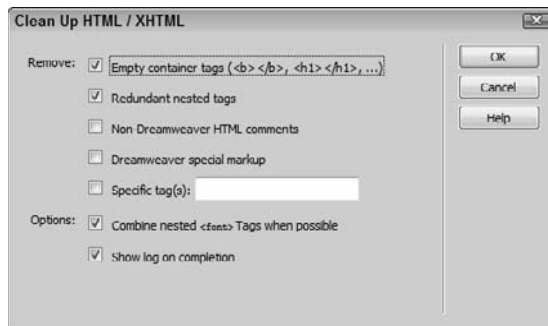 Clean Up HTML / XHTML
Remove: Empty container tags (<b></b>, <h1></h1>, ...)
Redundant nested tags
Non-Dreamweaver HTML comments
Dreamweaver special markup
Specific tag(s):
Options: Combine nested <font> Tags when possible
Show log on completion
OK
Cancel
Help